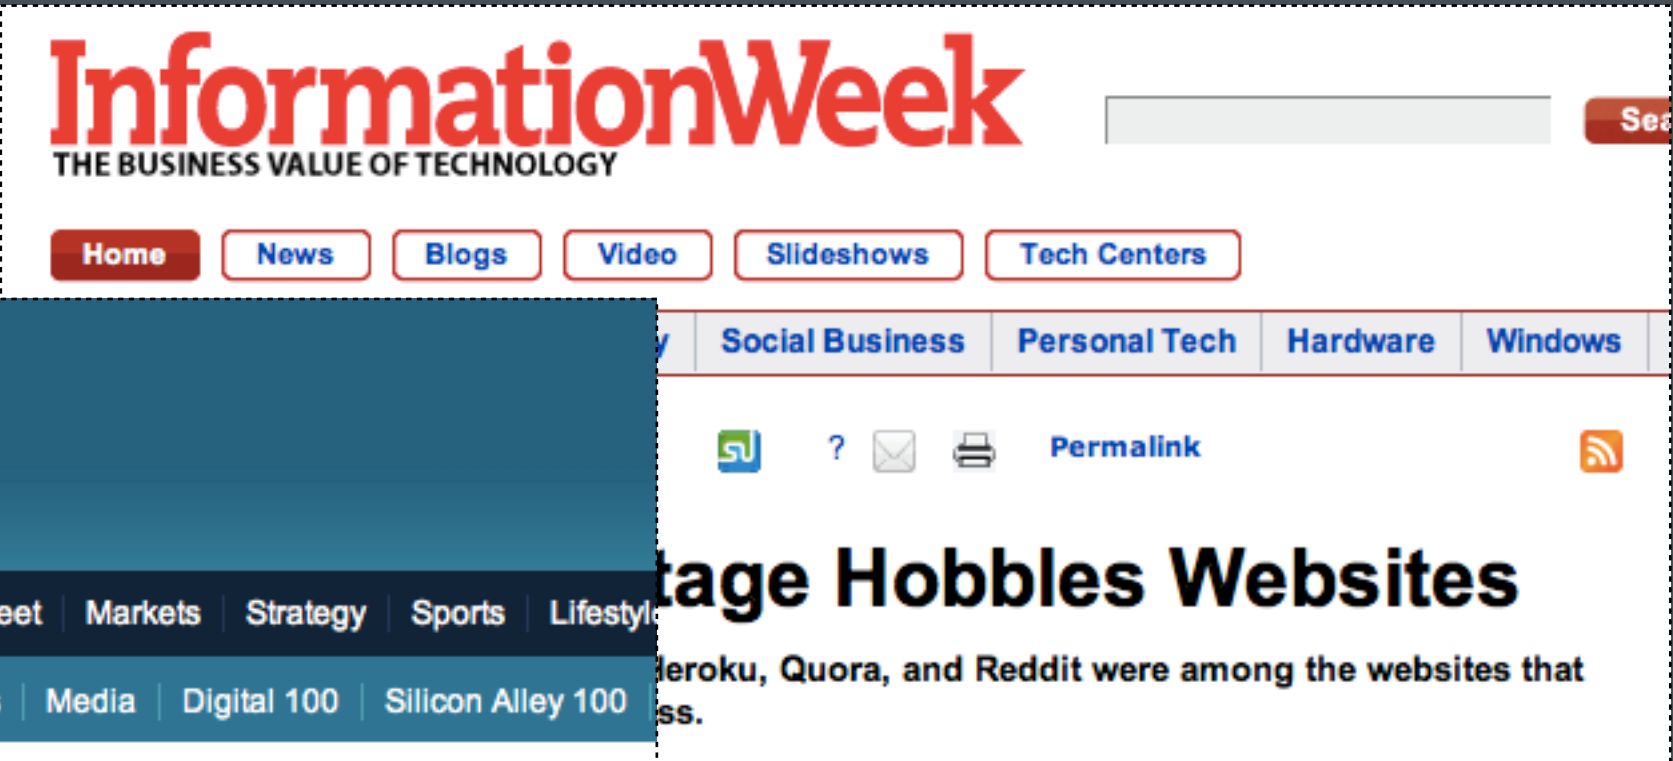 InformationWeek
THE BUSINESS VALUE OF TECHNOLOGY
Home News Blogs Video Slideshows Tech Centers
Social Business Personal Tech Hardware Windows
? Permalink
tage Hobbles Websites
Heroku, Quora, and Reddit were among the websites that
ss.
eet Markets Strategy Sports
Media Digital 100 Silicon Alley 100